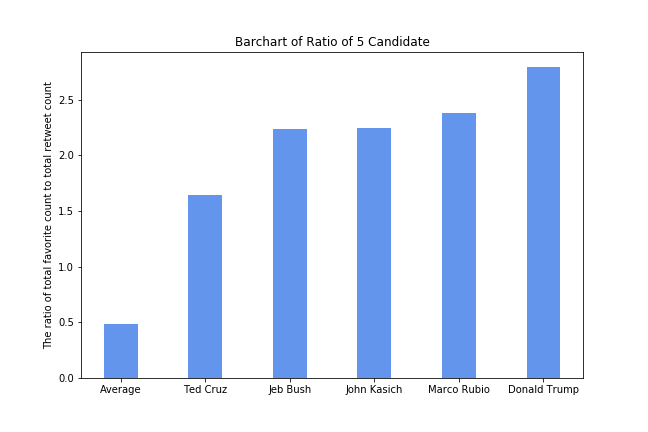 Barchart of Ratio of 5 Candidate
The ratio of total favorite count to total retweet count
2.5
2.0
1.5
1.0
0.5
0.0
Average Ted Cruz Jeb Bush John Kasich Marco Rubio Donald Trump